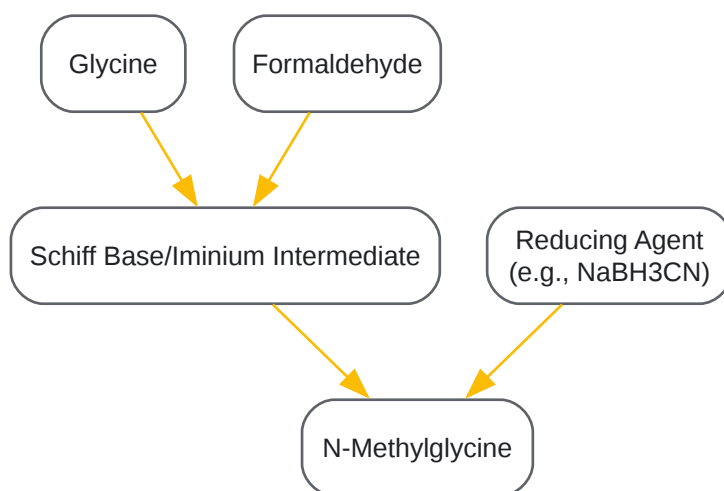 Glycine
Formaldehyde
Schiff Base/Iminium Intermediate
Reducing Agent
(e.g., NaBH3CN)
N-Methylglycine